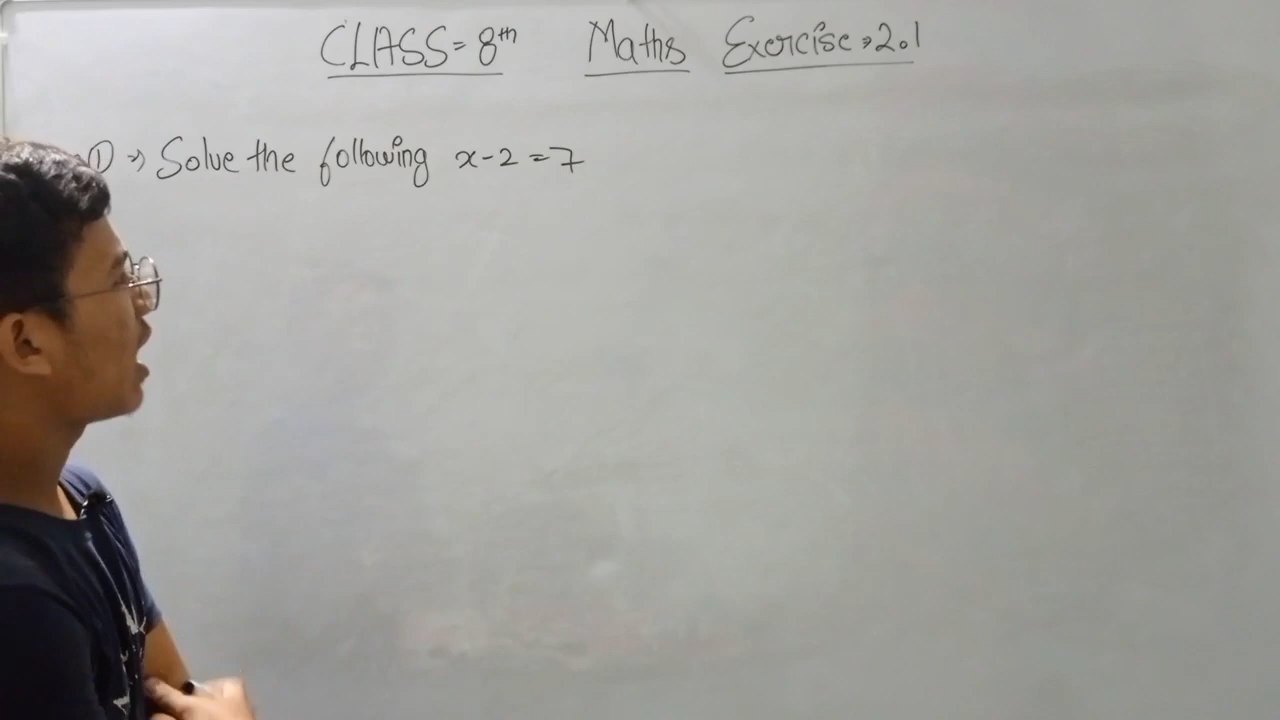 CLASS = 8th Maths Exercise → 2.1
① → Solve the following x - 2 = 7